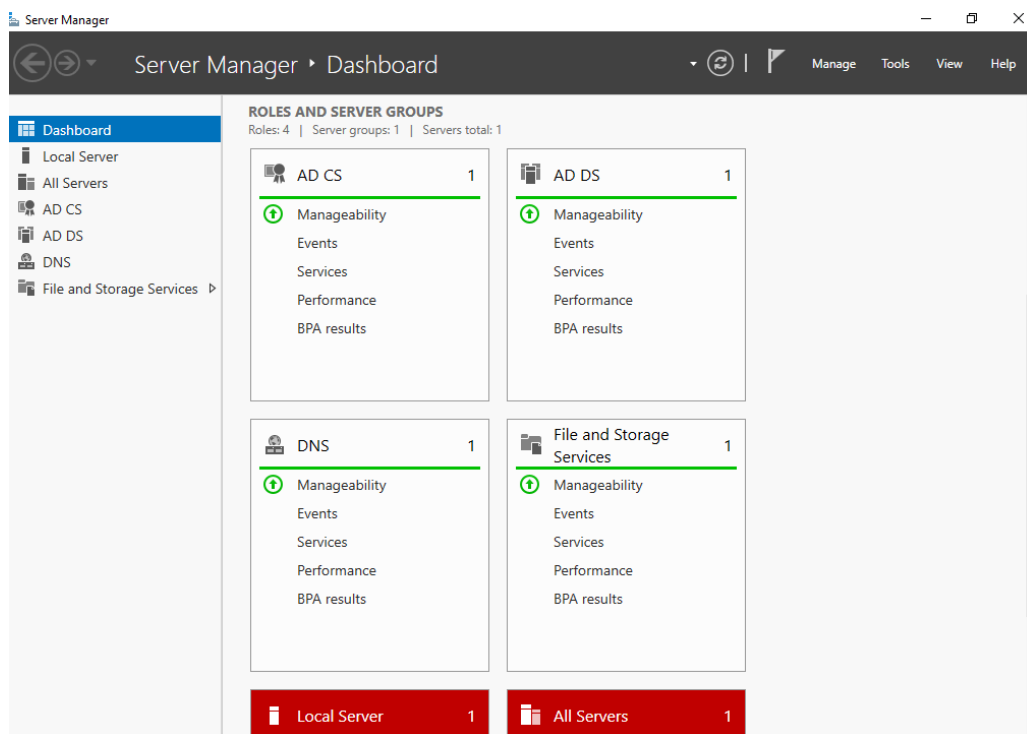 Server Manager
Server Manager ‣ Dashboard
Manage Tools View Help
Dashboard
Local Server
All Servers
AD CS
AD DS
DNS
File and Storage Services
ROLES AND SERVER GROUPS
Roles: 4 | Server groups: 1 | Servers total: 1
AD CS 1
Manageability
Events
Services
Performance
BPA results
AD DS 1
Manageability
Events
Services
Performance
BPA results
DNS 1
Manageability
Events
Services
Performance
BPA results
File and Storage
Services 1
Manageability
Events
Services
Performance
BPA results
Local Server 1
All Servers 1